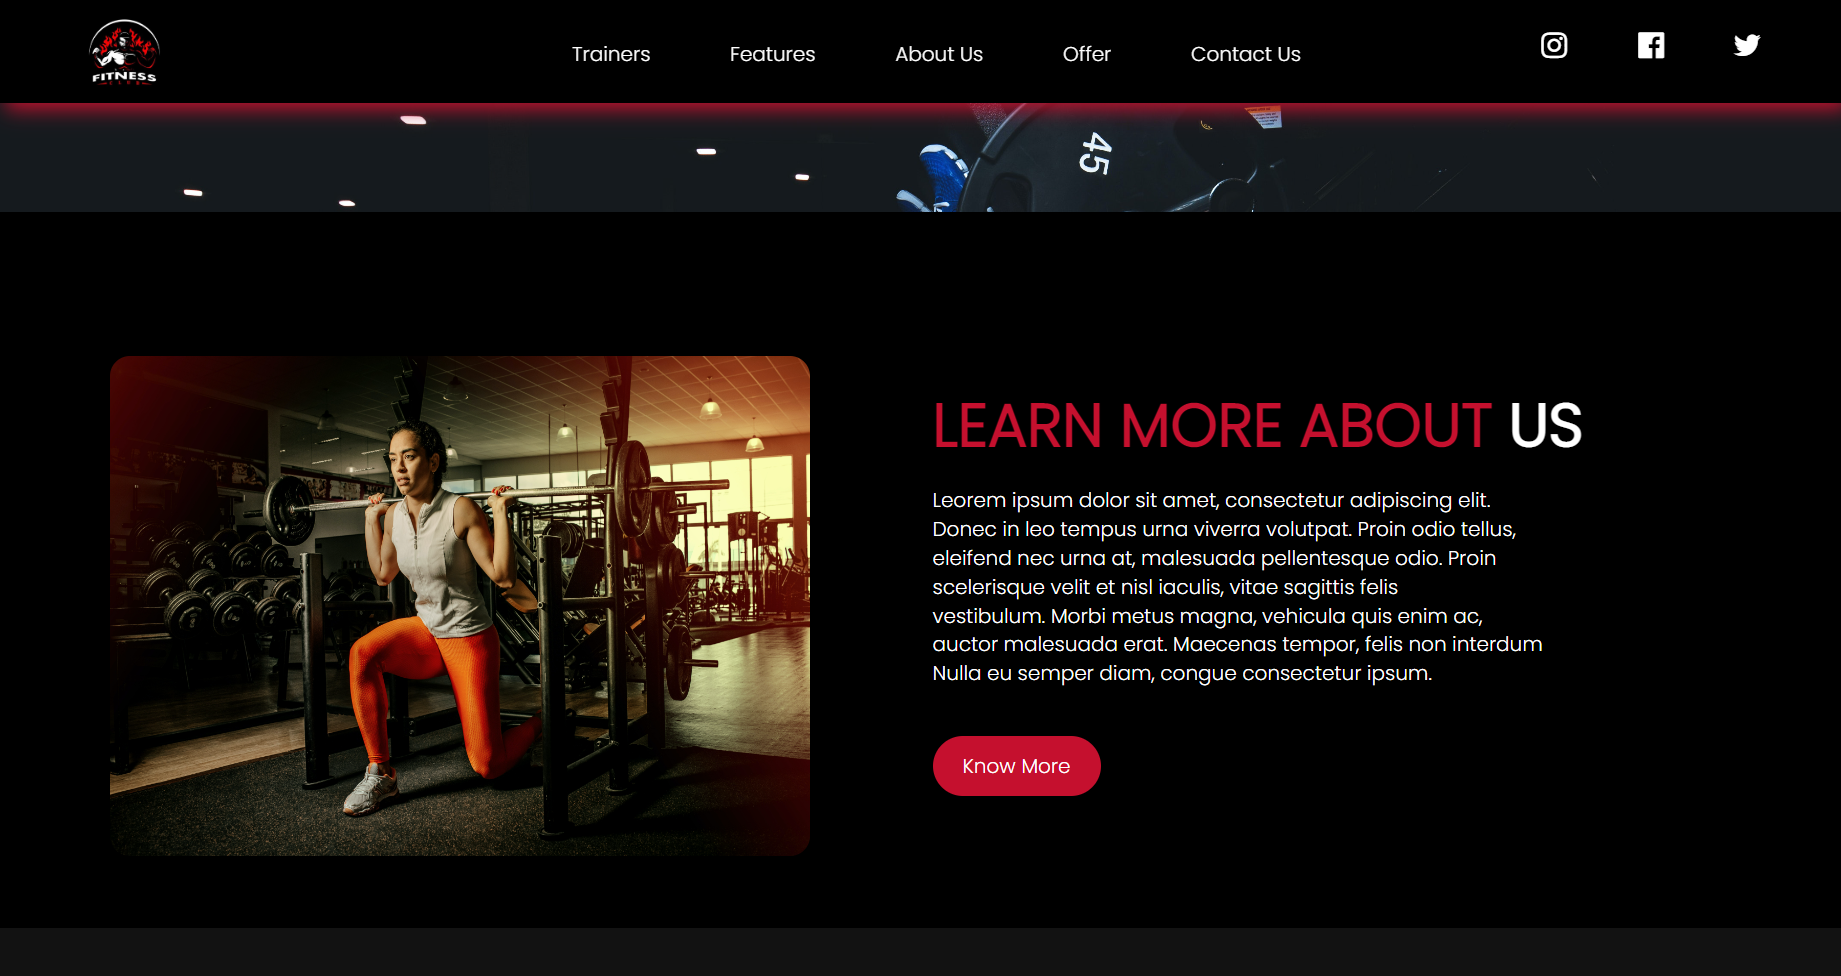 FITNESS
Trainers
Features
About Us
Offer
Contact Us
45
LEARN MORE ABOUT US
Leorem ipsum dolor sit amet, consectetur adipiscing elit.
Donec in leo tempus urna viverra volutpat. Proin odio tellus,
eleifend nec urna at, malesuada pellentesque odio. Proin
scelerisque velit et nisl iaculis, vitae sagittis felis
vestibulum. Morbi metus magna, vehicula quis enim ac,
auctor malesuada erat. Maecenas tempor, felis non interdum
Nulla eu semper diam, congue consectetur ipsum.
Know More